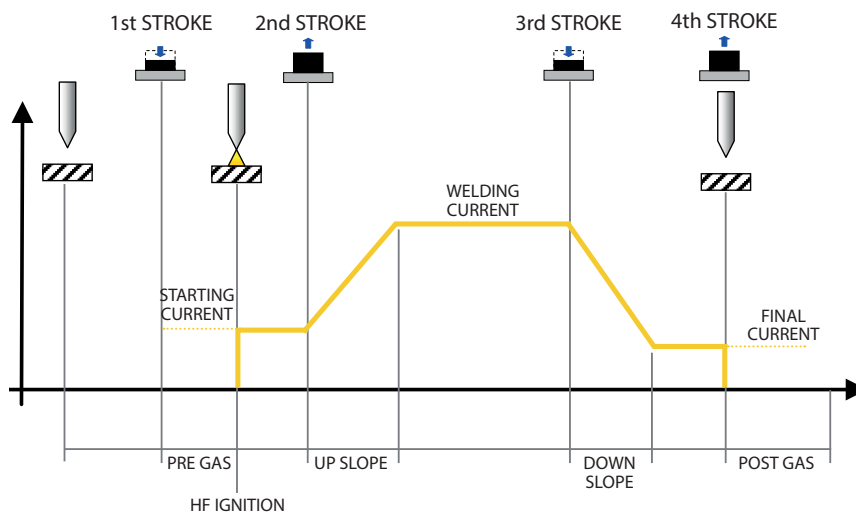 1st STROKE
2nd STROKE
3rd STROKE
4th STROKE
WELDING
CURRENT
STARTING
CURRENT
FINAL
CURRENT
PRE GAS
UP SLOPE
DOWN
SLOPE
POST GAS
HF IGNITION